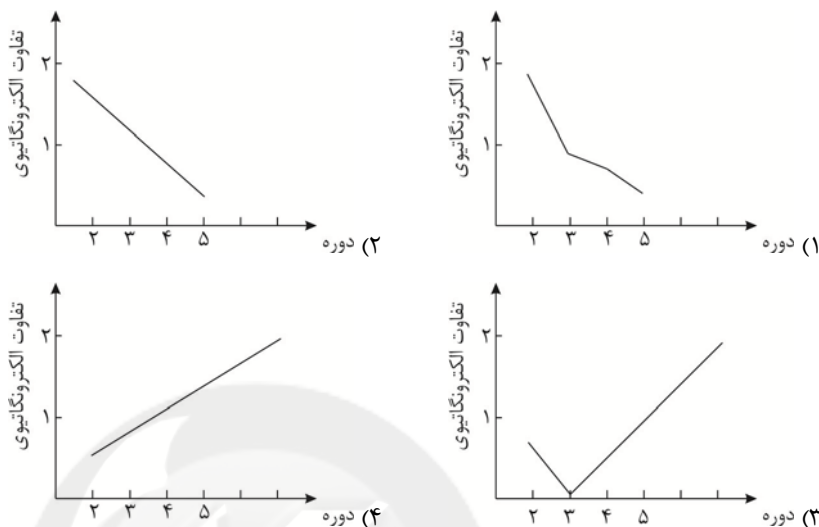 تفاوت الکترونگاتیوی
۲
۱
۲ ۳ ۴ ۵
دوره (۱
تفاوت الکترونگاتیوی
۲
۱
۲ ۳ ۴ ۵
دوره (۲
تفاوت الکترونگاتیوی
۲
۱
۲ ۳ ۴ ۵
دوره (۳
تفاوت الکترونگاتیوی
۲
۱
۲ ۳ ۴ ۵
دوره (۴